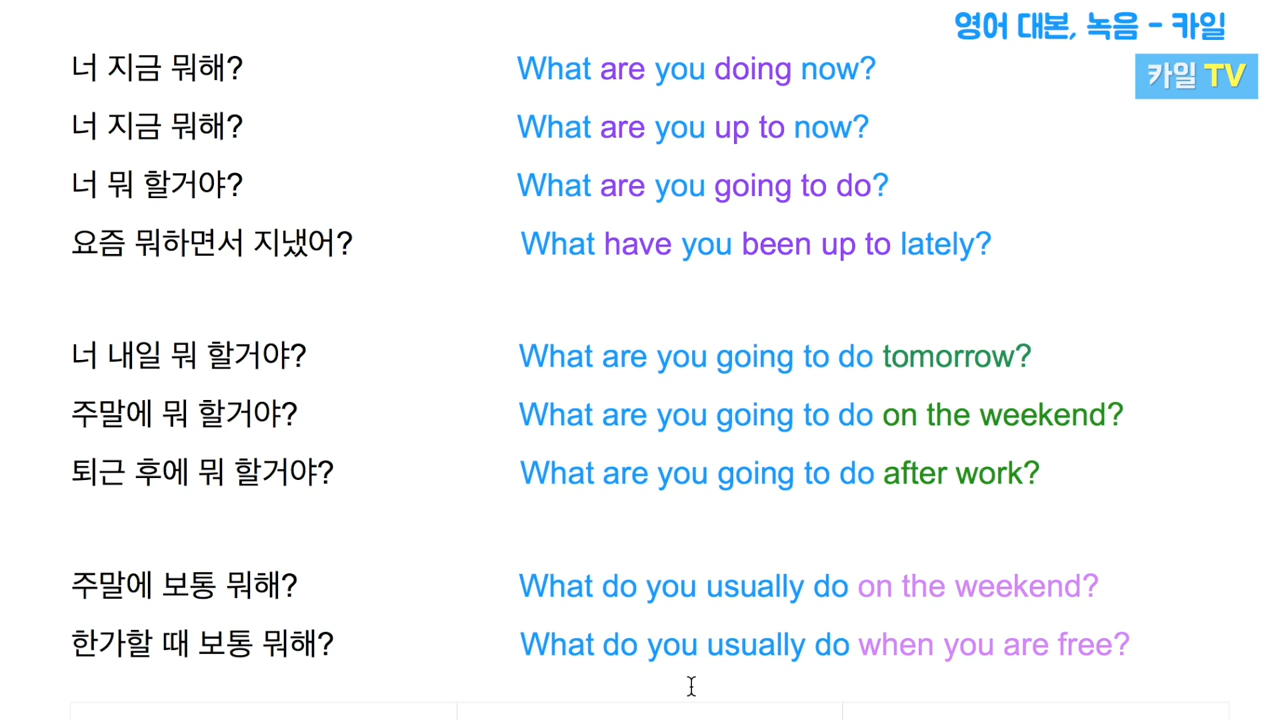 영어 대본, 녹음 - 카일
카일 TV
너 지금 뭐해? What are you doing now?
너 지금 뭐해? What are you up to now?
너 뭐 할거야? What are you going to do?
요즘 뭐하면서 지냈어? What have you been up to lately?
너 내일 뭐 할거야? What are you going to do tomorrow?
주말에 뭐 할거야? What are you going to do on the weekend?
퇴근 후에 뭐 할거야? What are you going to do after work?
주말에 보통 뭐해? What do you usually do on the weekend?
한가할 때 보통 뭐해? What do you usually do when you are free?